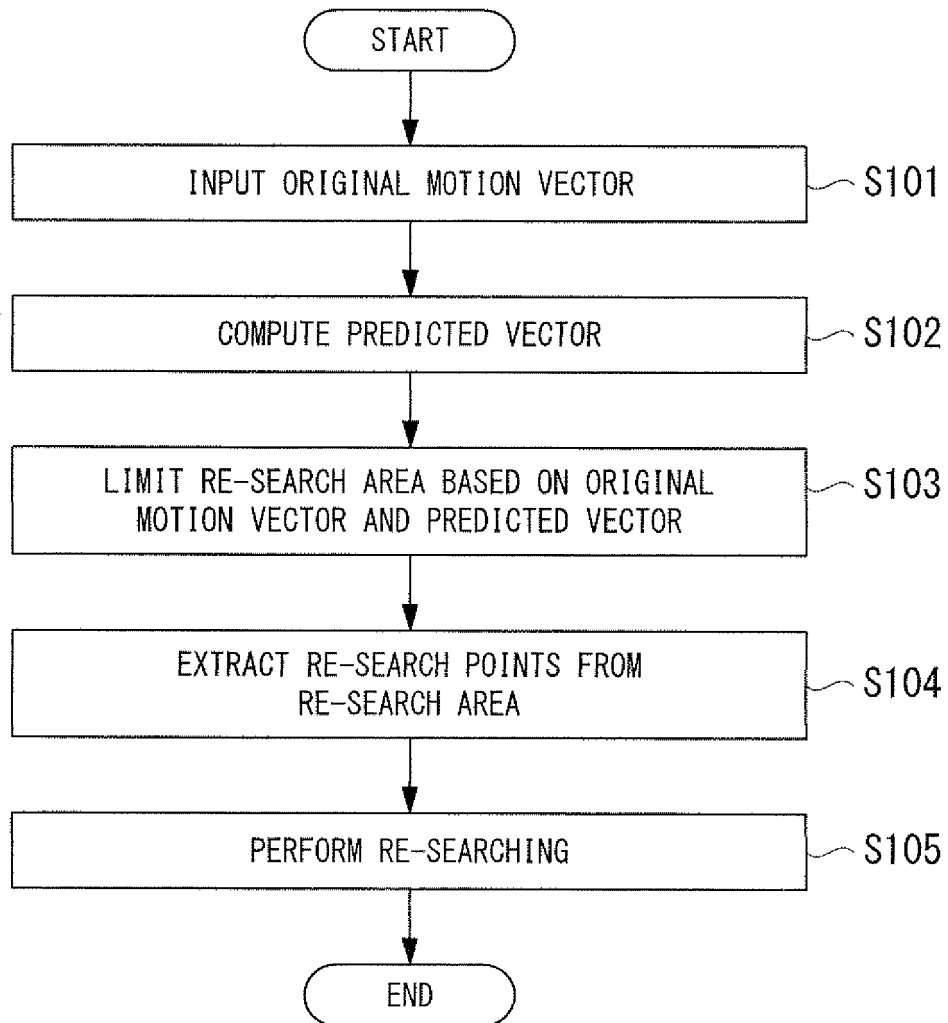 START
INPUT ORIGINAL MOTION VECTOR
S101
COMPUTE PREDICTED VECTOR
S102
LIMIT RE-SEARCH AREA BASED ON ORIGINAL
MOTION VECTOR AND PREDICTED VECTOR
S103
EXTRACT RE-SEARCH POINTS FROM
RE-SEARCH AREA
S104
PERFORM RE-SEARCHING
S105
END